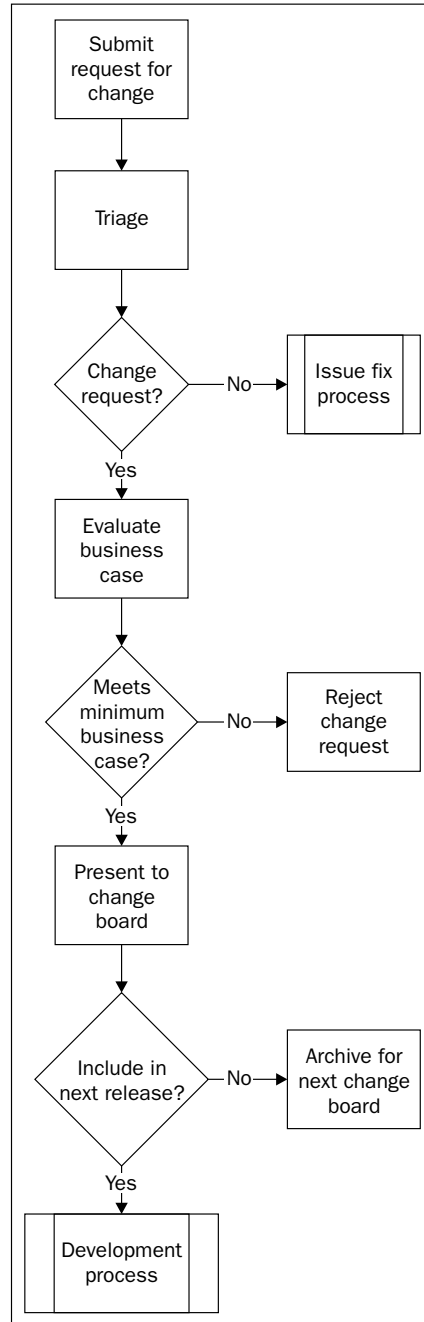 Submit
request for
change
Triage
Change
request?
No
Issue fix
process
Yes
Evaluate
business
case
Meets
minimum
business
case?
No
Reject
change
request
Yes
Present to
change
board
Include in
next release?
No
Archive for
next change
board
Yes
Development
process